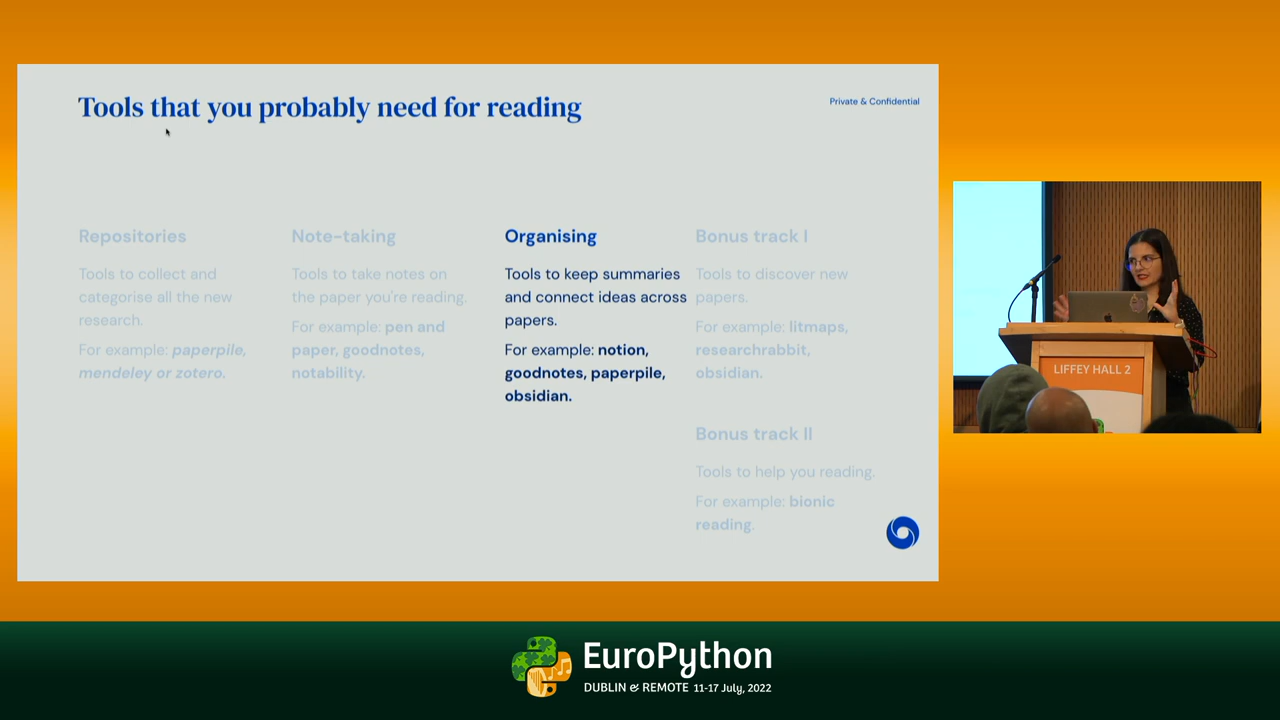 Tools that you probably need for reading
Private & Confidential
Repositories
Tools to collect and
categorise all the new
research.
For example: paperpile,
mendeley or zotero.
Note-taking
Tools to take notes on
the paper you're reading.
For example: pen and
paper, goodnotes,
notability.
Organising
Tools to keep summaries
and connect ideas across
papers.
For example: notion,
goodnotes, paperpile,
obsidian.
Bonus track I
Tools to discover new
papers.
For example: litmaps,
researchrabbit,
obsidian.
Bonus track II
Tools to help you reading.
For example: bionic
reading.
LIFFEY HALL 2
EuroPython
DUBLIN & REMOTE 11-17 July, 2022